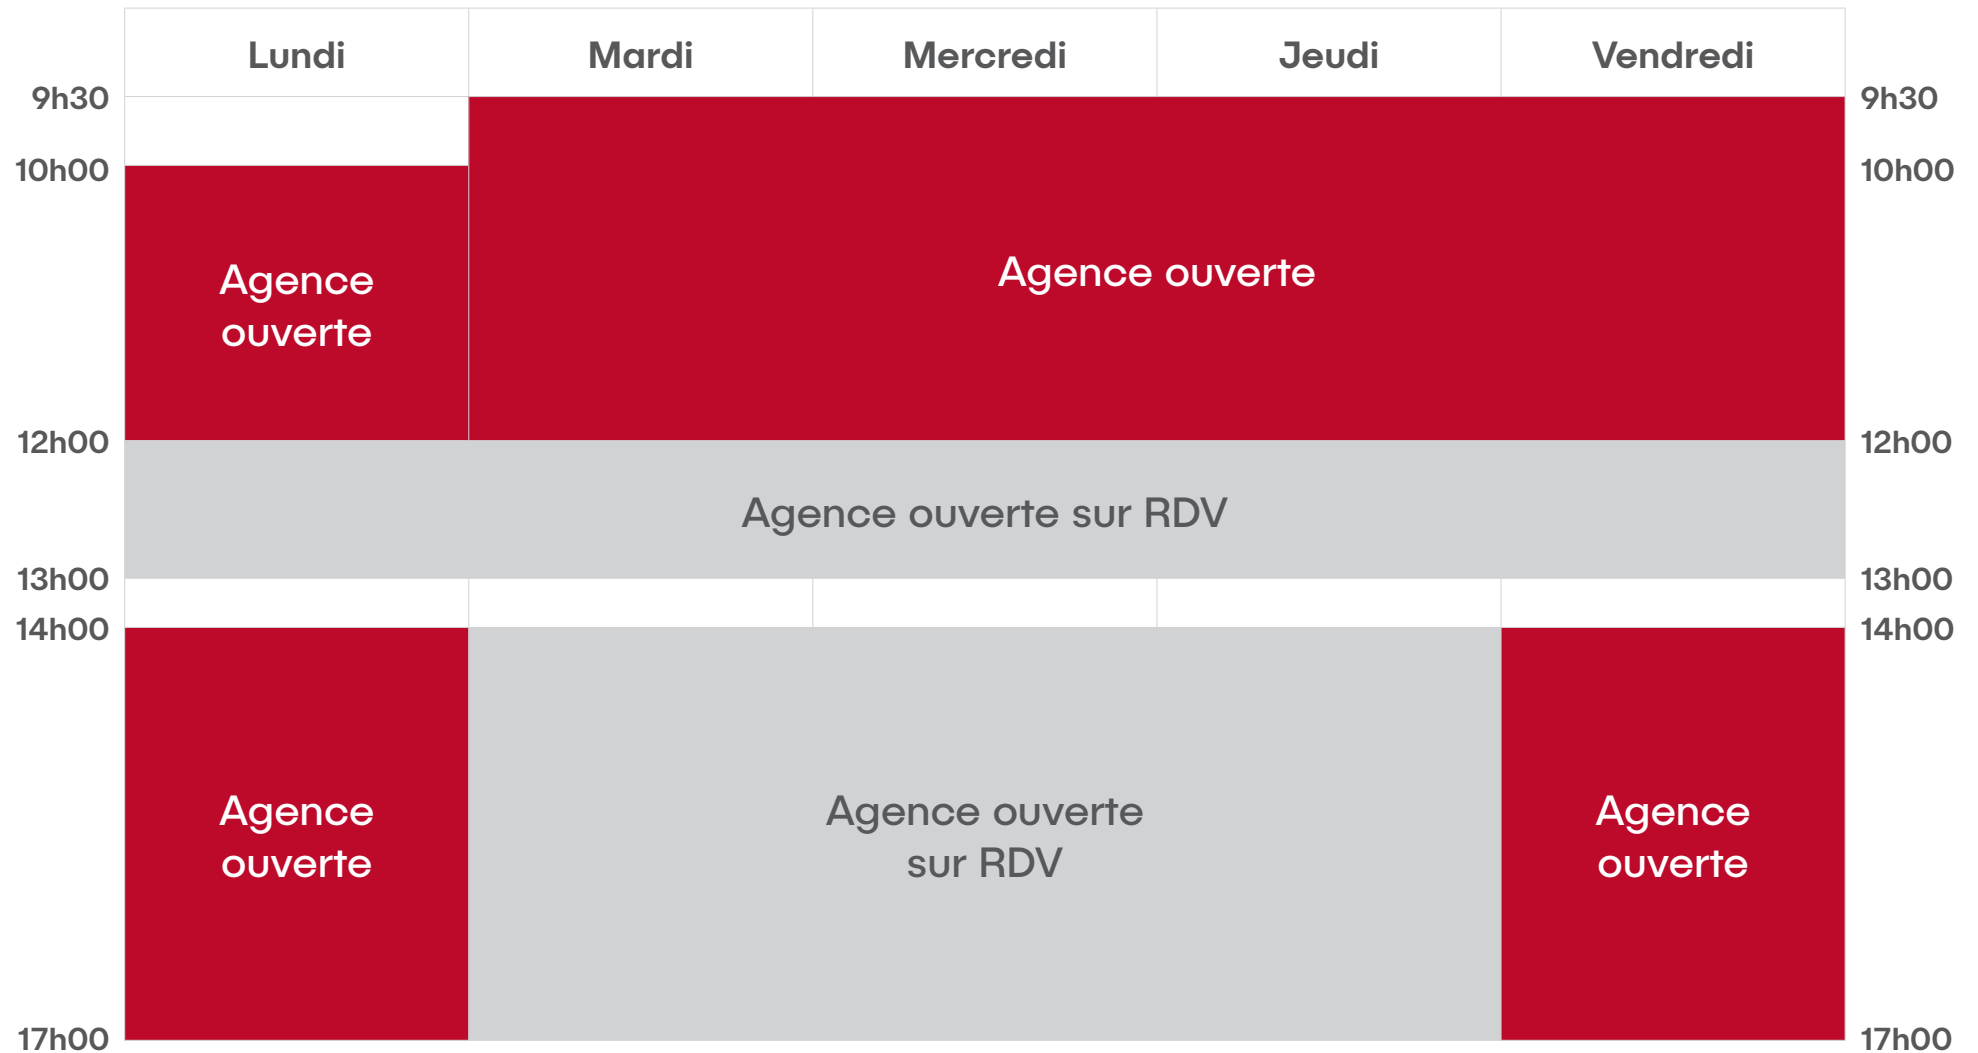 Lundi Mardi Mercredi Jeudi Vendredi
9h30 9h30
10h00 10h00
Agence ouverte
Agence
ouverte
12h00 12h00
Agence ouverte sur RDV
13h00 13h00
14h00 14h00
Agence
ouverte
Agence ouverte
sur RDV
Agence
ouverte
17h00 17h00